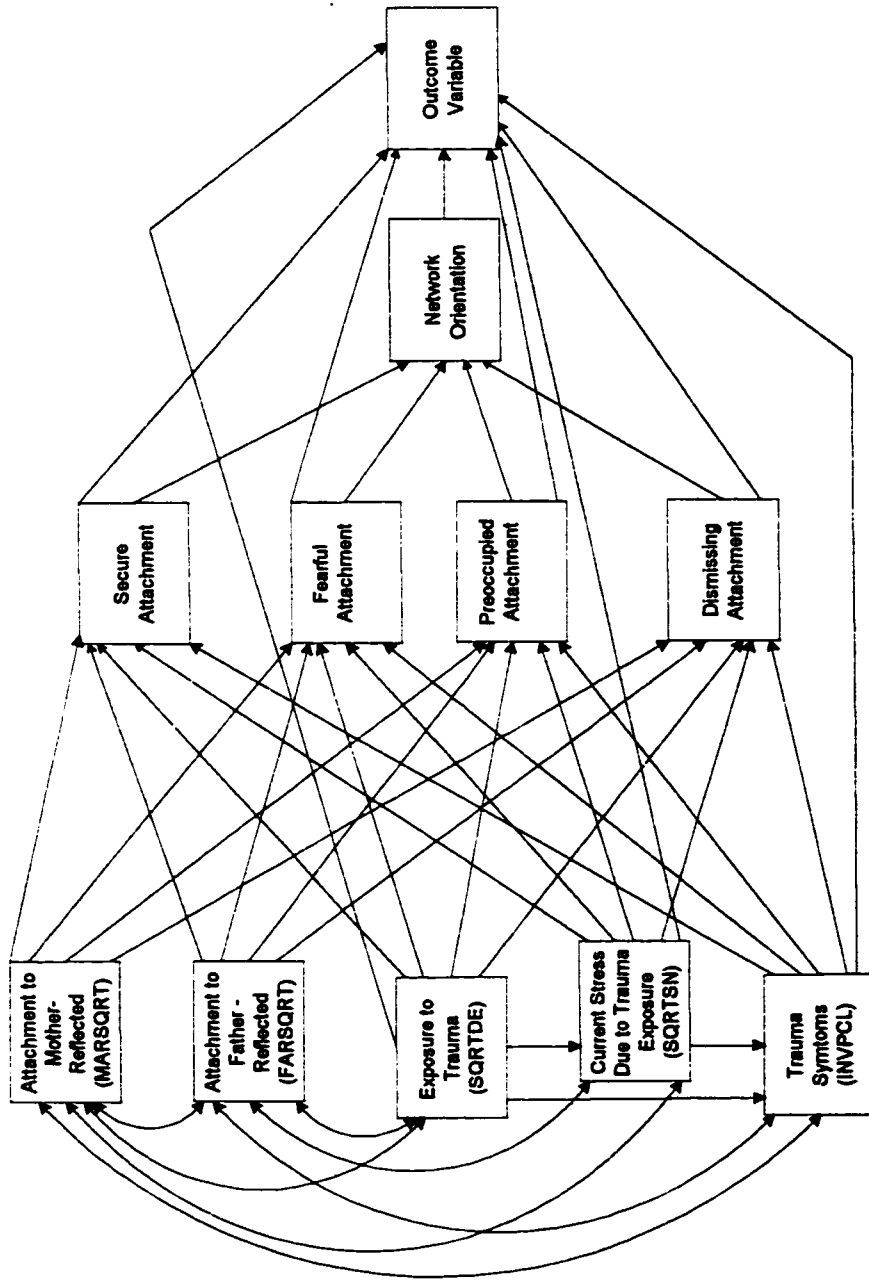 Attachment to
Mother-
Reflected
(MARSQRT)
Attachment to
Father -
Reflected
(FARSQRT)
Exposure to
Trauma
(SQRTDE)
Current Stress
Due to Trauma
Exposure
(SQRTSN)
Trauma
Symtoms
(INVPCL)
Secure
Attachment
Fearful
Attachment
Preoccupied
Attachment
Dismissing
Attachment
Network
Orientation
Outcome
Variable